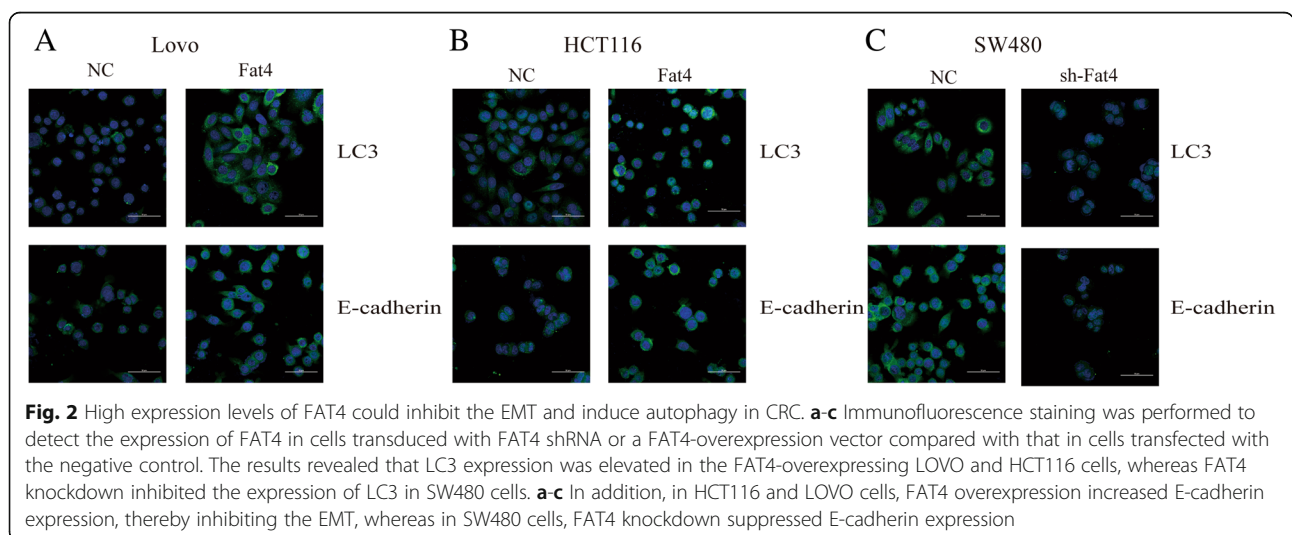 A
Lovo
NC
Fat4
LC3
E-cadherin
B
HCT116
NC
Fat4
LC3
E-cadherin
C
SW480
NC
sh-Fat4
LC3
E-cadherin
Fig. 2 High expression levels of FAT4 could inhibit the EMT and induce autophagy in CRC. a-c Immunofluorescence staining was performed to
detect the expression of FAT4 in cells transduced with FAT4 shRNA or a FAT4-overexpression vector compared with that in cells transfected with
the negative control. The results revealed that LC3 expression was elevated in the FAT4-overexpressing LOVO and HCT116 cells, whereas FAT4
knockdown inhibited the expression of LC3 in SW480 cells. a-c In addition, in HCT116 and LOVO cells, FAT4 overexpression increased E-cadherin
expression, thereby inhibiting the EMT, whereas in SW480 cells, FAT4 knockdown suppressed E-cadherin expression